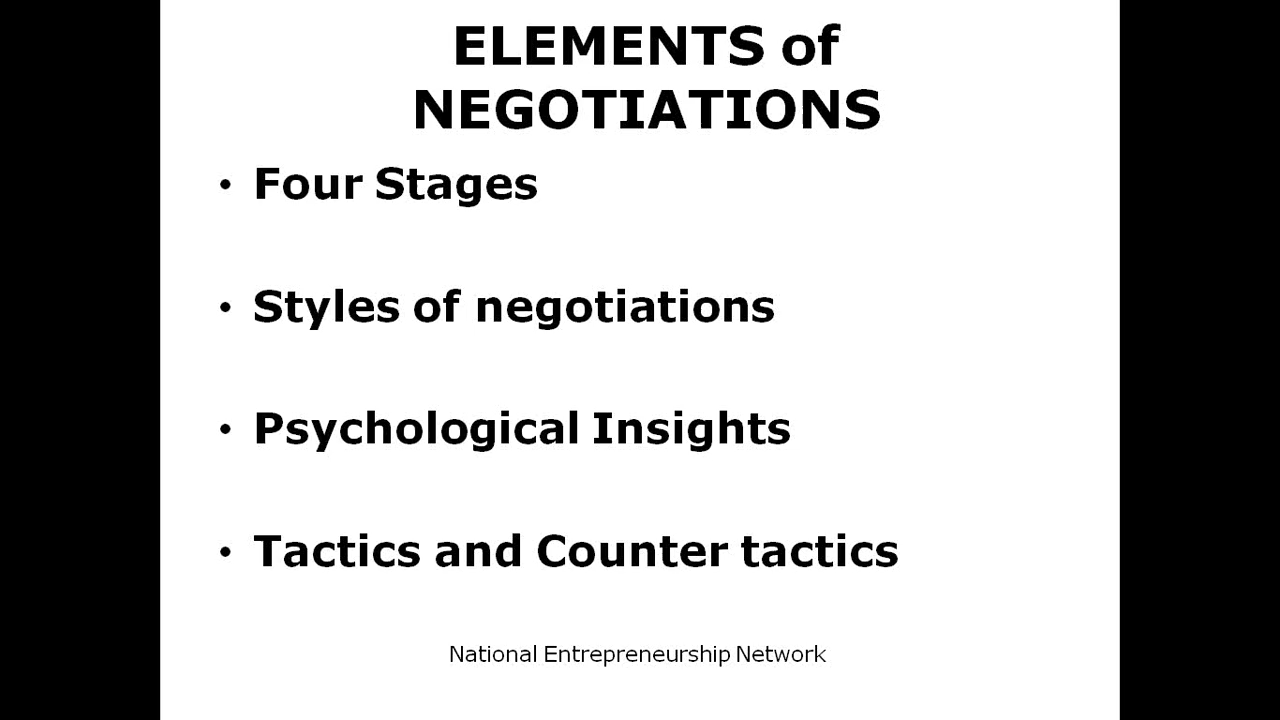 ELEMENTS of
NEGOTIATIONS
• Four Stages
• Styles of negotiations
• Psychological Insights
• Tactics and Counter tactics
National Entrepreneurship Network